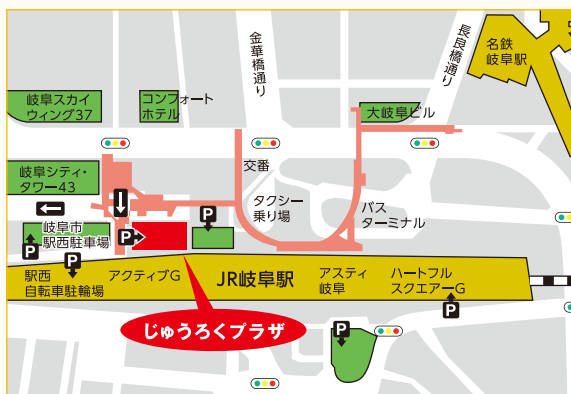 金華橋通り
長良橋通り
名鉄
岐阜駅
岐阜スカイ
ウィング37
コンフォート
ホテル
大岐阜ビル
岐阜シティ・
タワー43
交番
タクシー
乗り場
バス
ターミナル
P
岐阜市
駅西駐車場
P
P
P
駅西
自転車駐輪場
アクティブG
JR岐阜駅
アスティ
岐阜
ハートフル
スクエアーG
P
P
じゅうろくプラザ